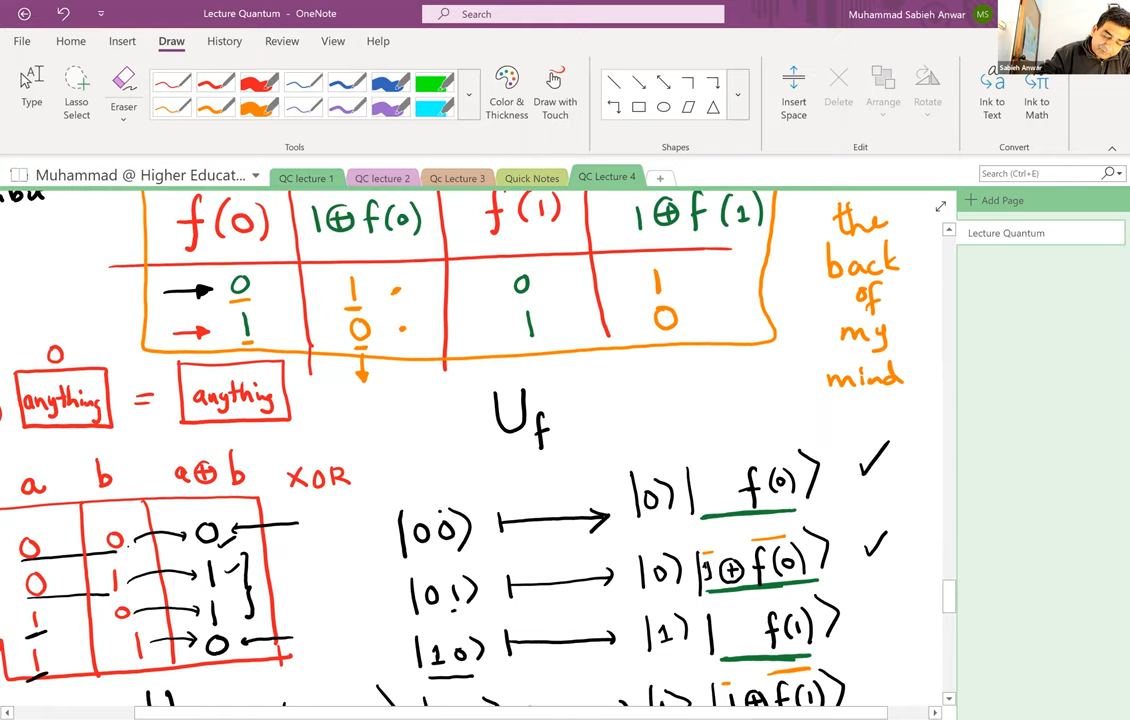 Lecture Quantum - OneNote
Search
Muhammad Sabieh Anwar MS
Sabieh Anwar
File Home Insert Draw History Review View Help
Type
Lasso Select
Eraser
Color & Thickness
Draw with Touch
Insert Space
Delete
Arrange
Rotate
Ink to Text
Ink to Math
Tools
Shapes
Edit
Convert
Muhammad @ Higher Educat...
QC lecture 1
QC lecture 2
Qc Lecture 3
Quick Notes
QC Lecture 4
Search (Ctrl+E)
Add Page
Lecture Quantum
f(0) 1⊕f(0) f(1) 1⊕f(1)
0 1 0 1
1 0 1 0
the
back
of
my
mind
0
anything = anything
U_f
a b a⊕b XOR
0 0 0
0 1 1
1 0 1
1 1 0
|00⟩ ↦ |0⟩| f(0)⟩ ✓
|01⟩ ↦ |0⟩|1⊕f(0)⟩ ✓
|10⟩ ↦ |1⟩| f(1)⟩
|1⊕f(1)⟩